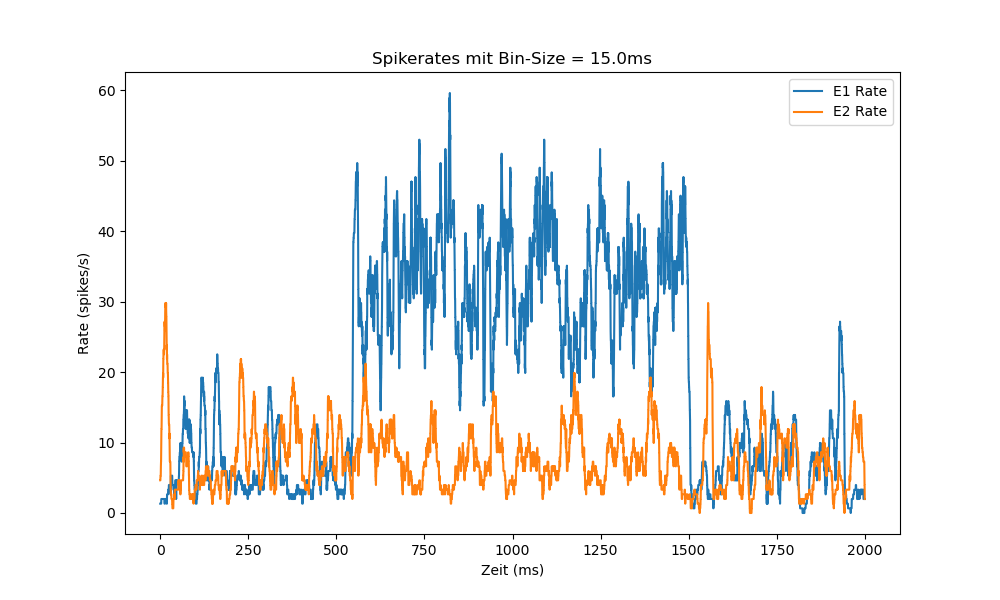 Spikerates mit Bin-Size = 15.0ms
E1 Rate
E2 Rate
60
50
40
30
20
10
0
Rate (spikes/s)
0 250 500 750 1000 1250 1500 1750 2000
Zeit (ms)